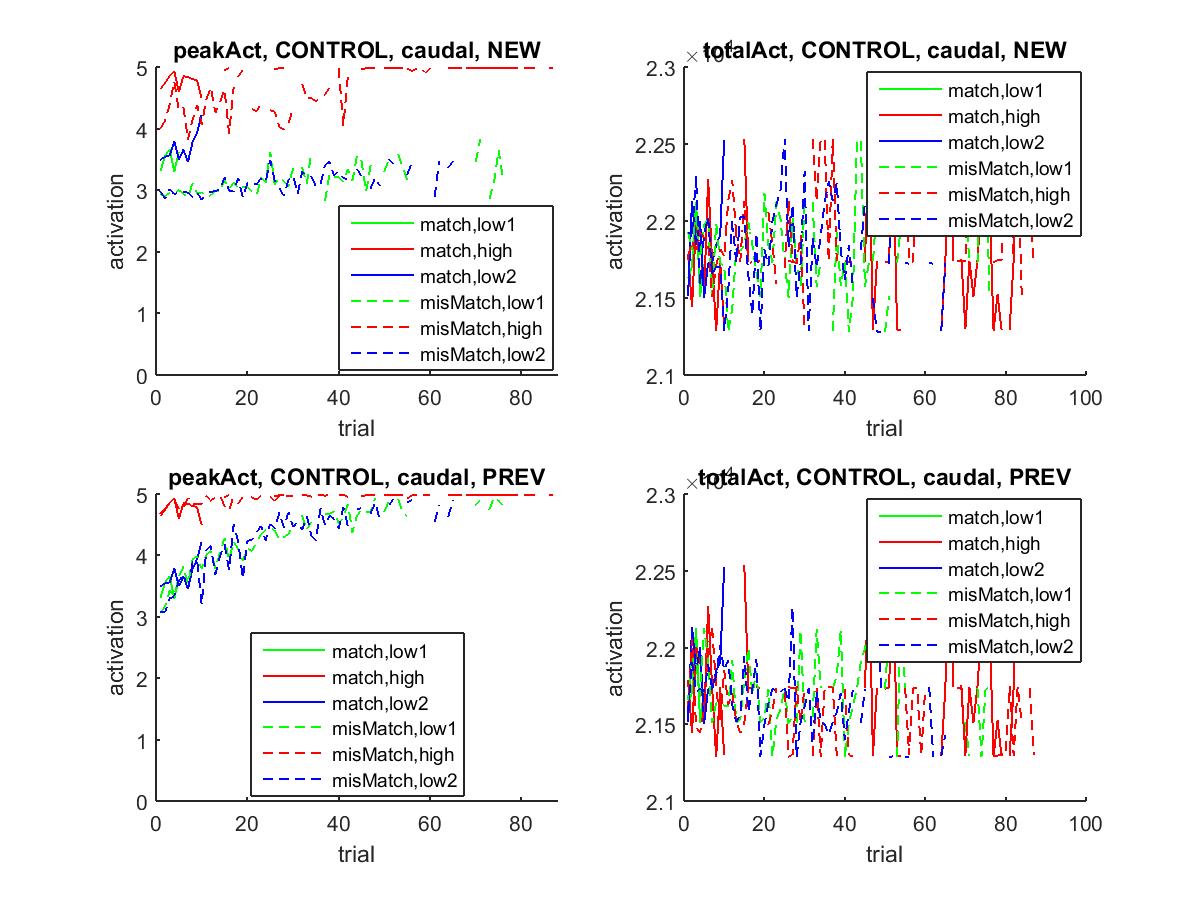 peakAct, CONTROL, caudal, NEW
5
4
3
2
1
0
activation
0 20 40 60 80
trial
match,low1
match,high
match,low2
misMatch,low1
misMatch,high
misMatch,low2
totalAct, CONTROL, caudal, NEW
2.3
2.25
2.2
2.15
2.1
activation
0 20 40 60 80 100
trial
match,low1
match,high
match,low2
misMatch,low1
misMatch,high
misMatch,low2
peakAct, CONTROL, caudal, PREV
5
4
3
2
1
0
activation
0 20 40 60 80
trial
match,low1
match,high
match,low2
misMatch,low1
misMatch,high
misMatch,low2
totalAct, CONTROL, caudal, PREV
2.3
2.25
2.2
2.15
2.1
activation
0 20 40 60 80 100
trial
match,low1
match,high
match,low2
misMatch,low1
misMatch,high
misMatch,low2